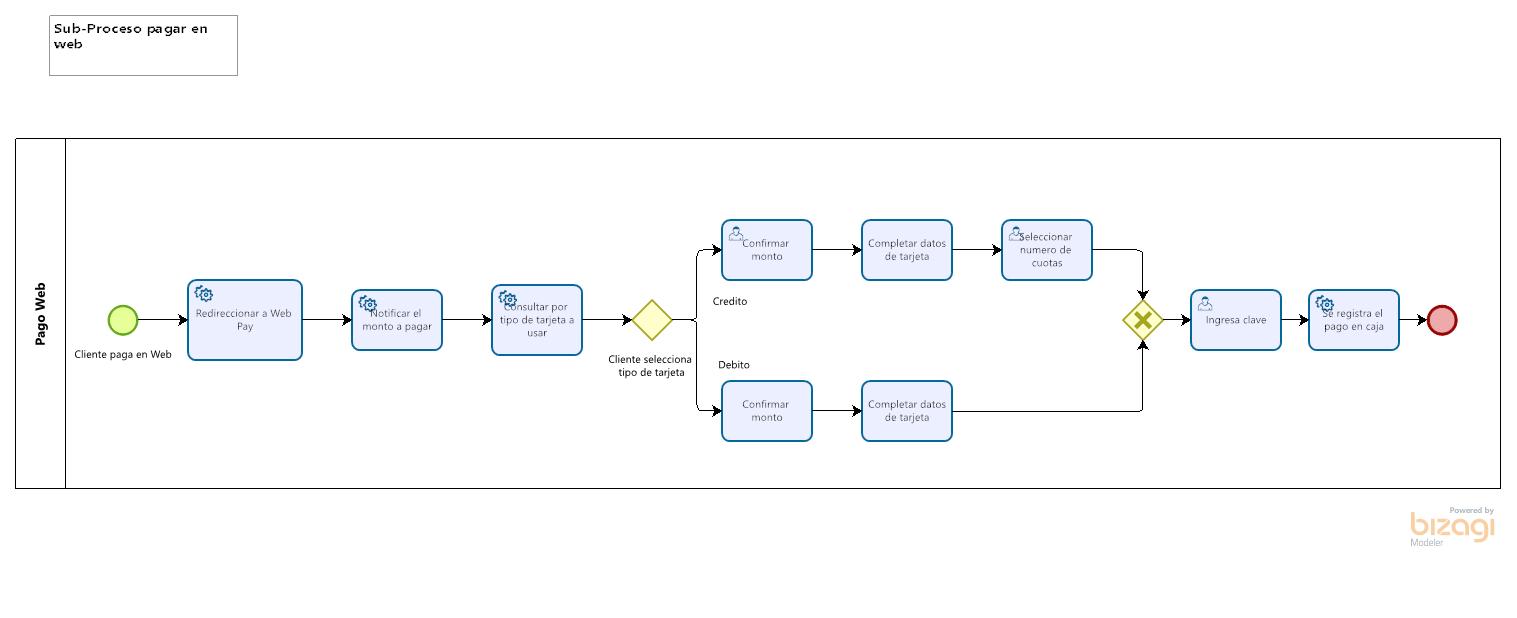 Sub-Proceso pagar en
web
Pago Web
Cliente paga en Web
Redireccionar a Web
Pay
Notificar el
monto a pagar
Consultar por
tipo de tarjeta a
usar
Cliente selecciona
tipo de tarjeta
Credito
Confirmar
monto
Completar datos
de tarjeta
Seleccionar
numero de
cuotas
Debito
Confirmar
monto
Completar datos
de tarjeta
Ingresa clave
Se registra el
pago en caja
Powered by
bizagi
Modeler